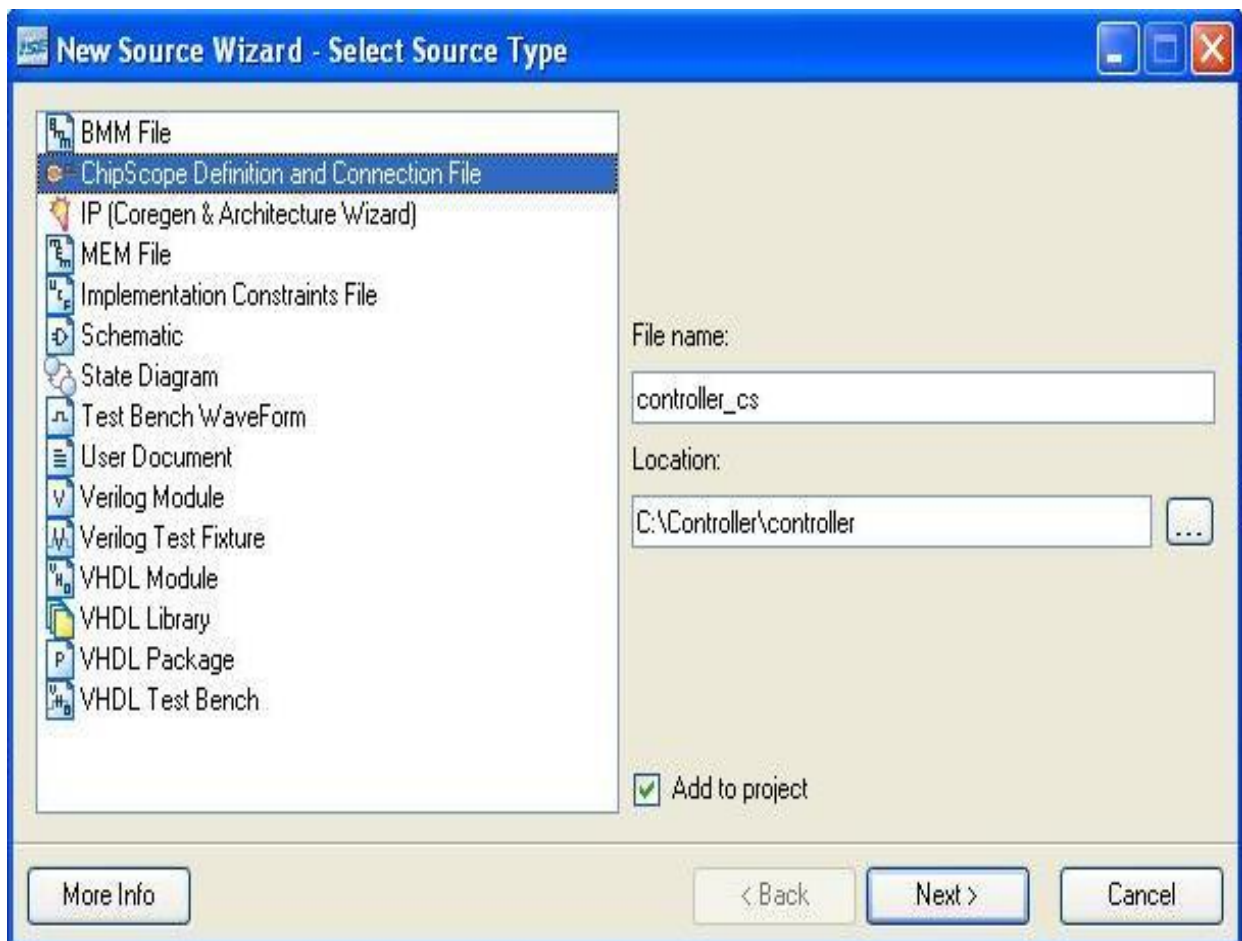 New Source Wizard - Select Source Type
BMM File
ChipScope Definition and Connection File
IP (Coregen & Architecture Wizard)
MEM File
Implementation Constraints File
Schematic
State Diagram
Test Bench WaveForm
User Document
Verilog Module
Verilog Test Fixture
VHDL Module
VHDL Library
VHDL Package
VHDL Test Bench
File name:
controller_cs
Location:
C:\Controller\controller
...
Add to project
More Info
< Back
Next >
Cancel